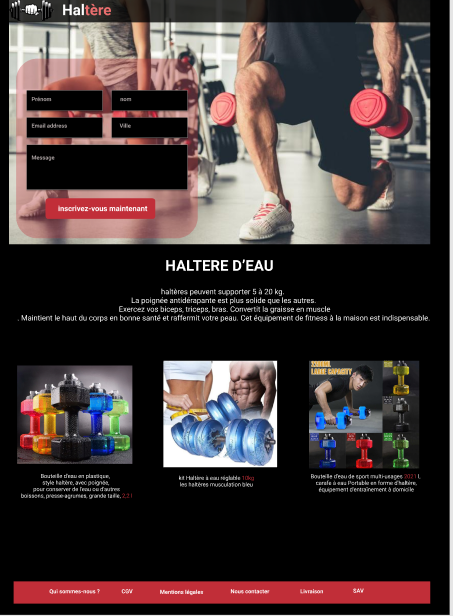 Haltère
Prénom
nom
Email address
Ville
Message
inscrivez-vous maintenant
HALTERE D'EAU
haltères peuvent supporter 5 à 20 kg.
La poignée antidérapante est plus solide que les autres.
Exercez vos biceps, triceps, bras. Convertit la graisse en muscle
. Maintient le haut du corps en bonne santé et raffermit votre peau. Cet équipement de fitness à la maison est indispensable.
LARGE CAPACITY
Bouteille d'eau en plastique,
style haltère, avec poignée,
pour conserver de l'eau ou d'autres
boissons, presse-agrumes, grande taille, 2,2 l
kit Haltère à eau réglable 10kg
les haltères musculation bleu
Bouteille d'eau de sport multi-usages l,
carafe à eau Portable en forme d'haltère,
équipement d'entraînement à domicile
Qui sommes-nous ?
CGV
Mentions légales
Nous contacter
Livraison
SAV